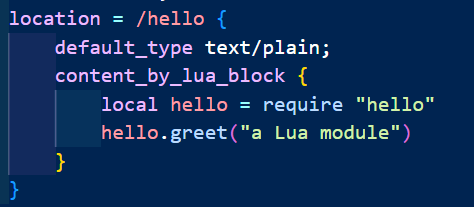 location = /hello {
default_type text/plain;
content_by_lua_block {
local hello = require "hello"
hello.greet("a Lua module")
}
}